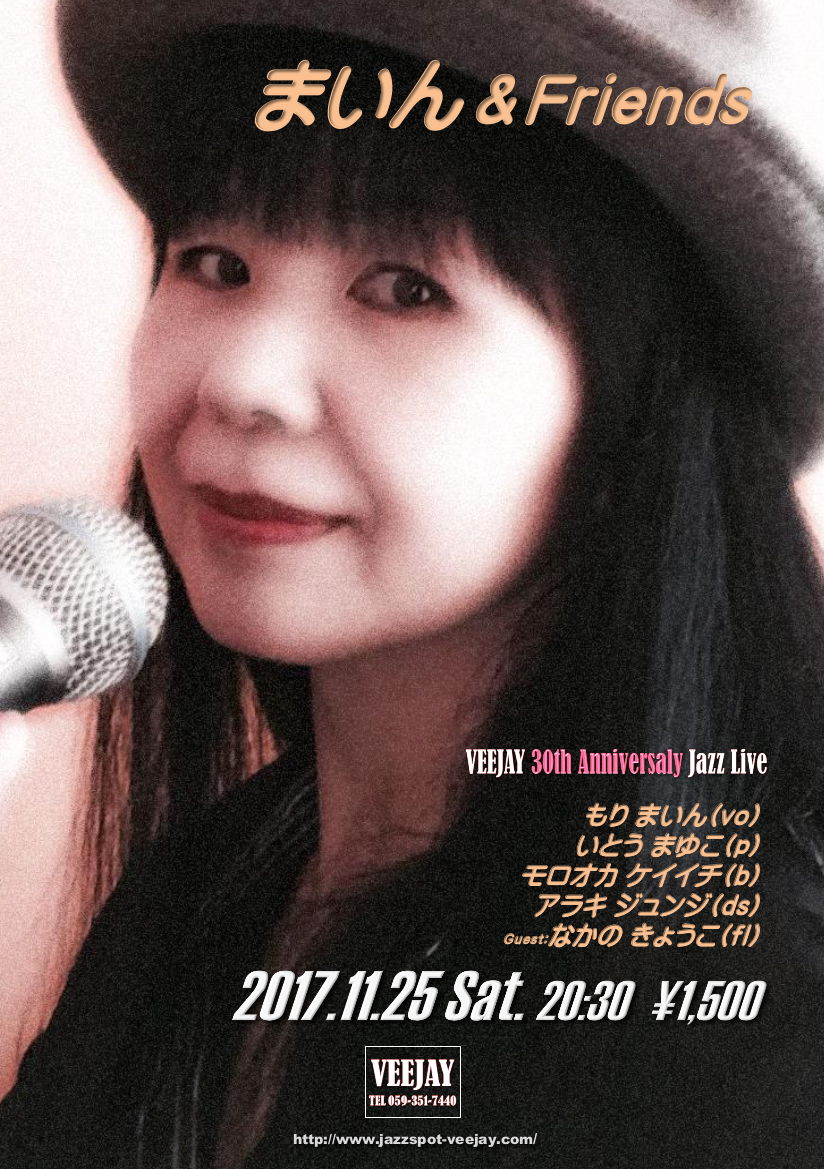 まいん & Friends
VEEJAY 30th Anniversaly Jazz Live
もり まいん(vo)
いとう まゆこ(p)
モロオカ ケイイチ(b)
アラキ ジュンジ(ds)
Guest:なかの きょうこ(fl)
2017.11.25 Sat. 20:30 ¥1,500
VEEJAY
TEL 059-351-7440
http://www.jazzspot-veejay.com/